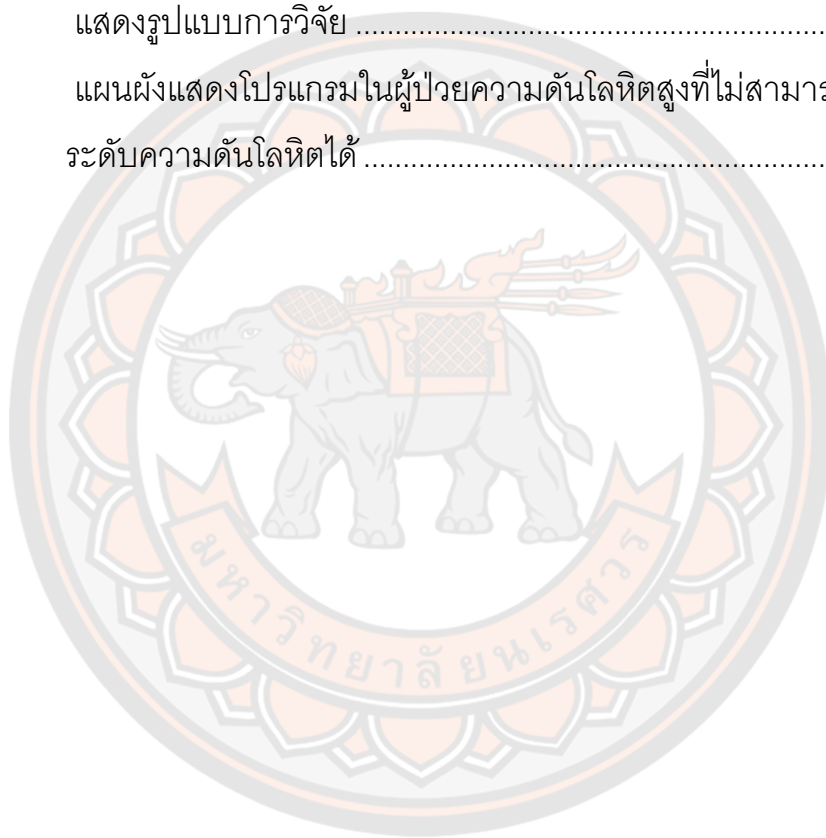 แสดงรูปแบบการวิจัย ............................................................
แผนผังแสดงโปรแกรมในผู้ป่วยความดันโลหิตสูงที่ไม่สามาร
ระดับความดันโลหิตได้ ...........................................................
มหาวิทยาลัยนเรศวร